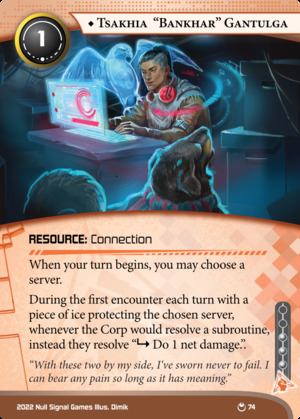 1
◆ Tsakhia "Bankhar" Gantulga
RESOURCE: Connection
When your turn begins, you may choose a
server.
During the first encounter each turn with a
piece of ice protecting the chosen server,
whenever the Corp would resolve a subroutine,
instead they resolve “↳ Do 1 net damage.”.
“With these two by my side, I've sworn never to fail. I
can bear any pain so long as it has meaning.”
2022 Null Signal Games Illus. Dimik
74